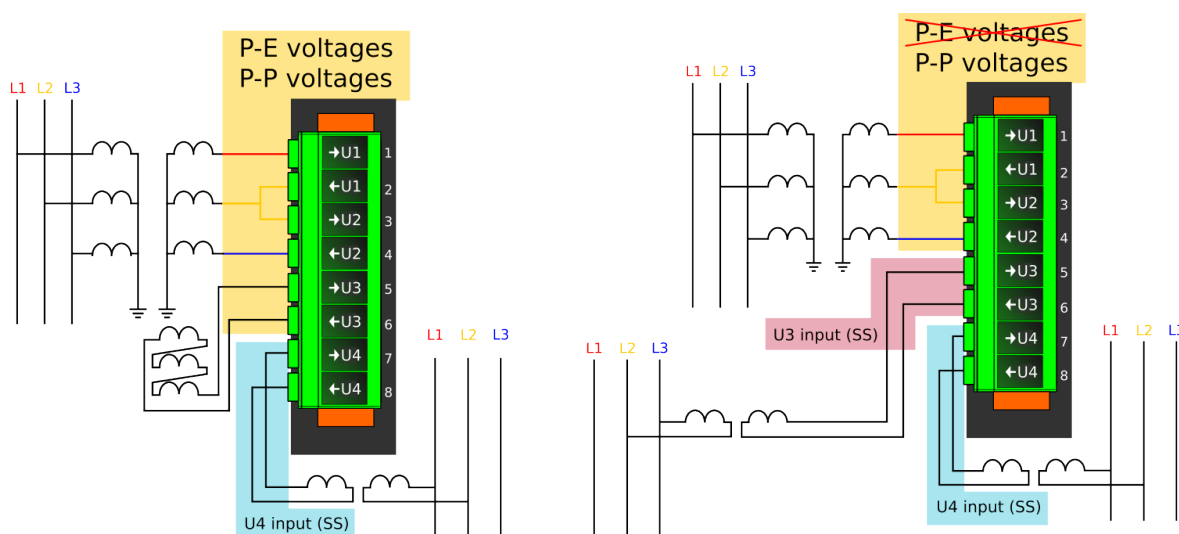 P-E voltages
P-P voltages
L1 L2 L3
→U1 1
←U1 2
→U2 3
←U2 4
→U3 5
←U3 6
→U4 7
←U4 8
L1 L2 L3
U4 input (SS)
P-E voltages
P-P voltages
L1 L2 L3
→U1 1
←U1 2
→U2 3
←U2 4
→U3 5
←U3 6
→U4 7
←U4 8
U3 input (SS)
L1 L2 L3
L1 L2 L3
U4 input (SS)